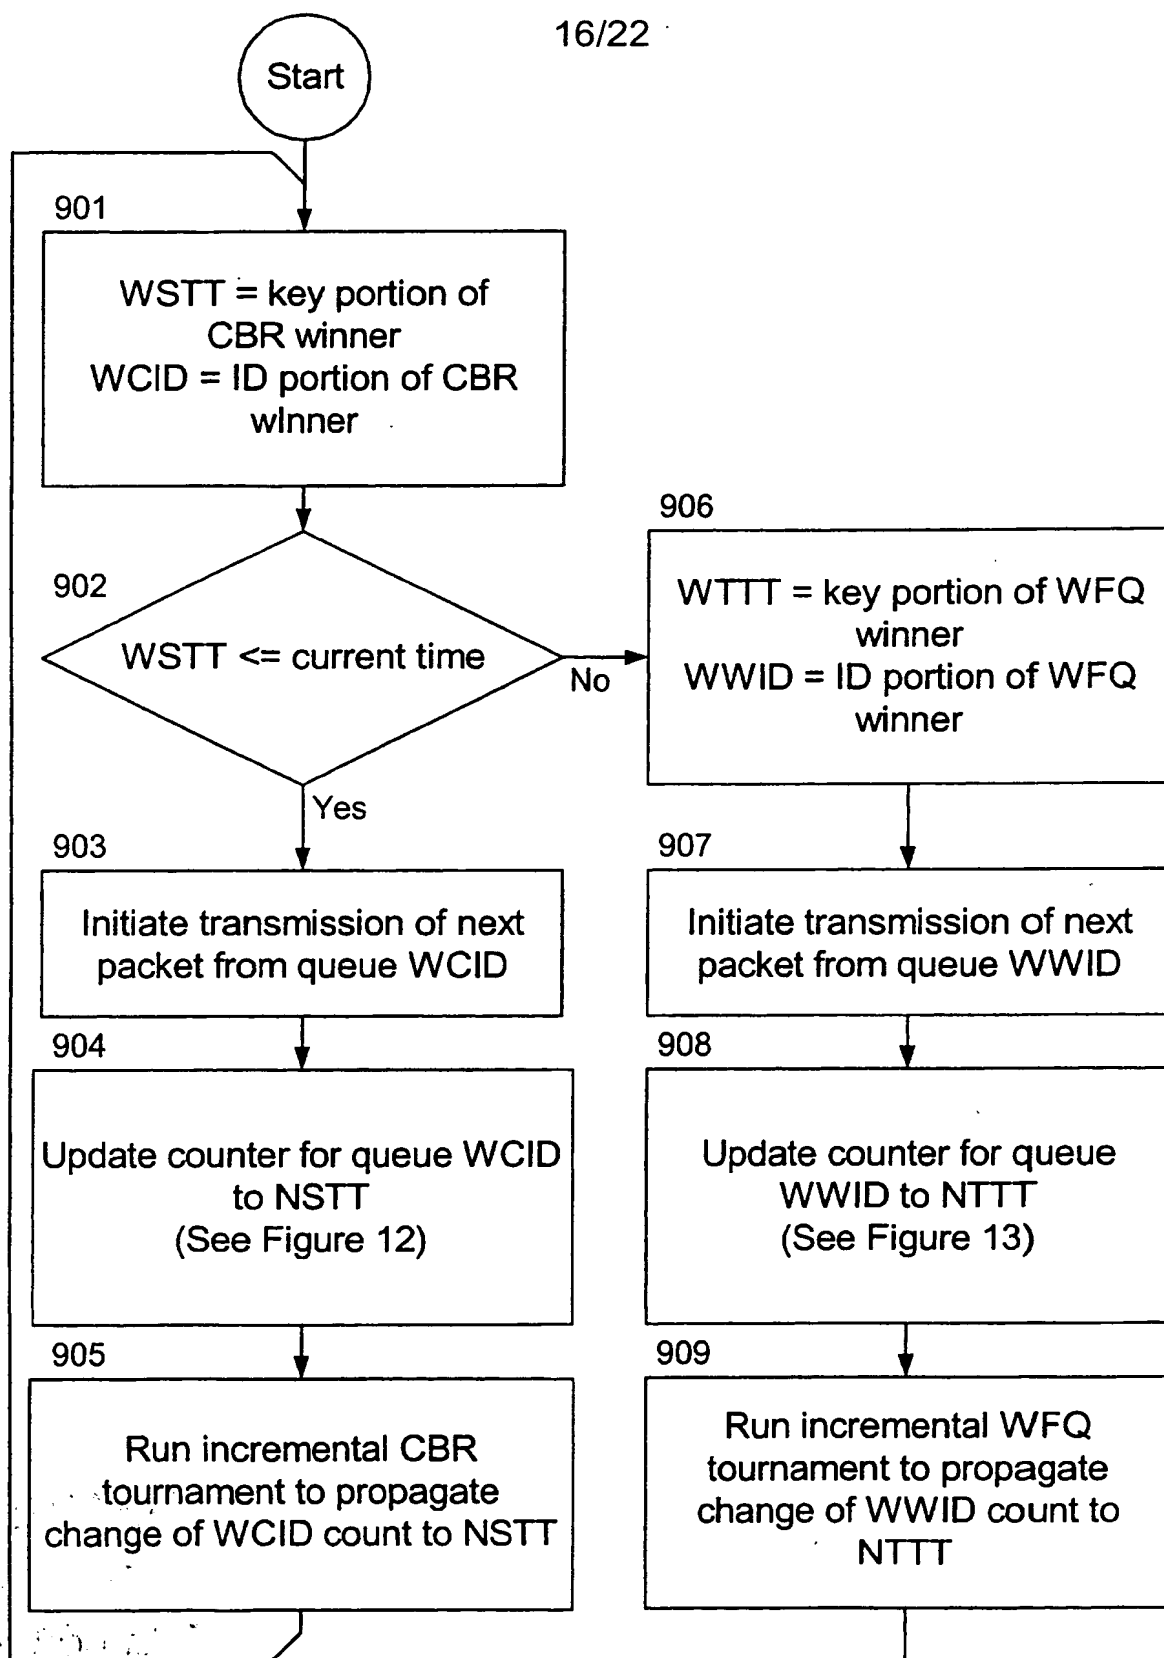 16/22
Start
901
WSTT = key portion of
CBR winner
WCID = ID portion of CBR
wInner
902
WSTT <= current time
No
Yes
906
WTTT = key portion of WFQ
winner
WWID = ID portion of WFQ
winner
903
Initiate transmission of next
packet from queue WCID
907
Initiate transmission of next
packet from queue WWID
904
Update counter for queue WCID
to NSTT
(See Figure 12)
908
Update counter for queue
WWID to NTTT
(See Figure 13)
905
Run incremental CBR
tournament to propagate
change of WCID count to NSTT
909
Run incremental WFQ
tournament to propagate
change of WWID count to
NTTT